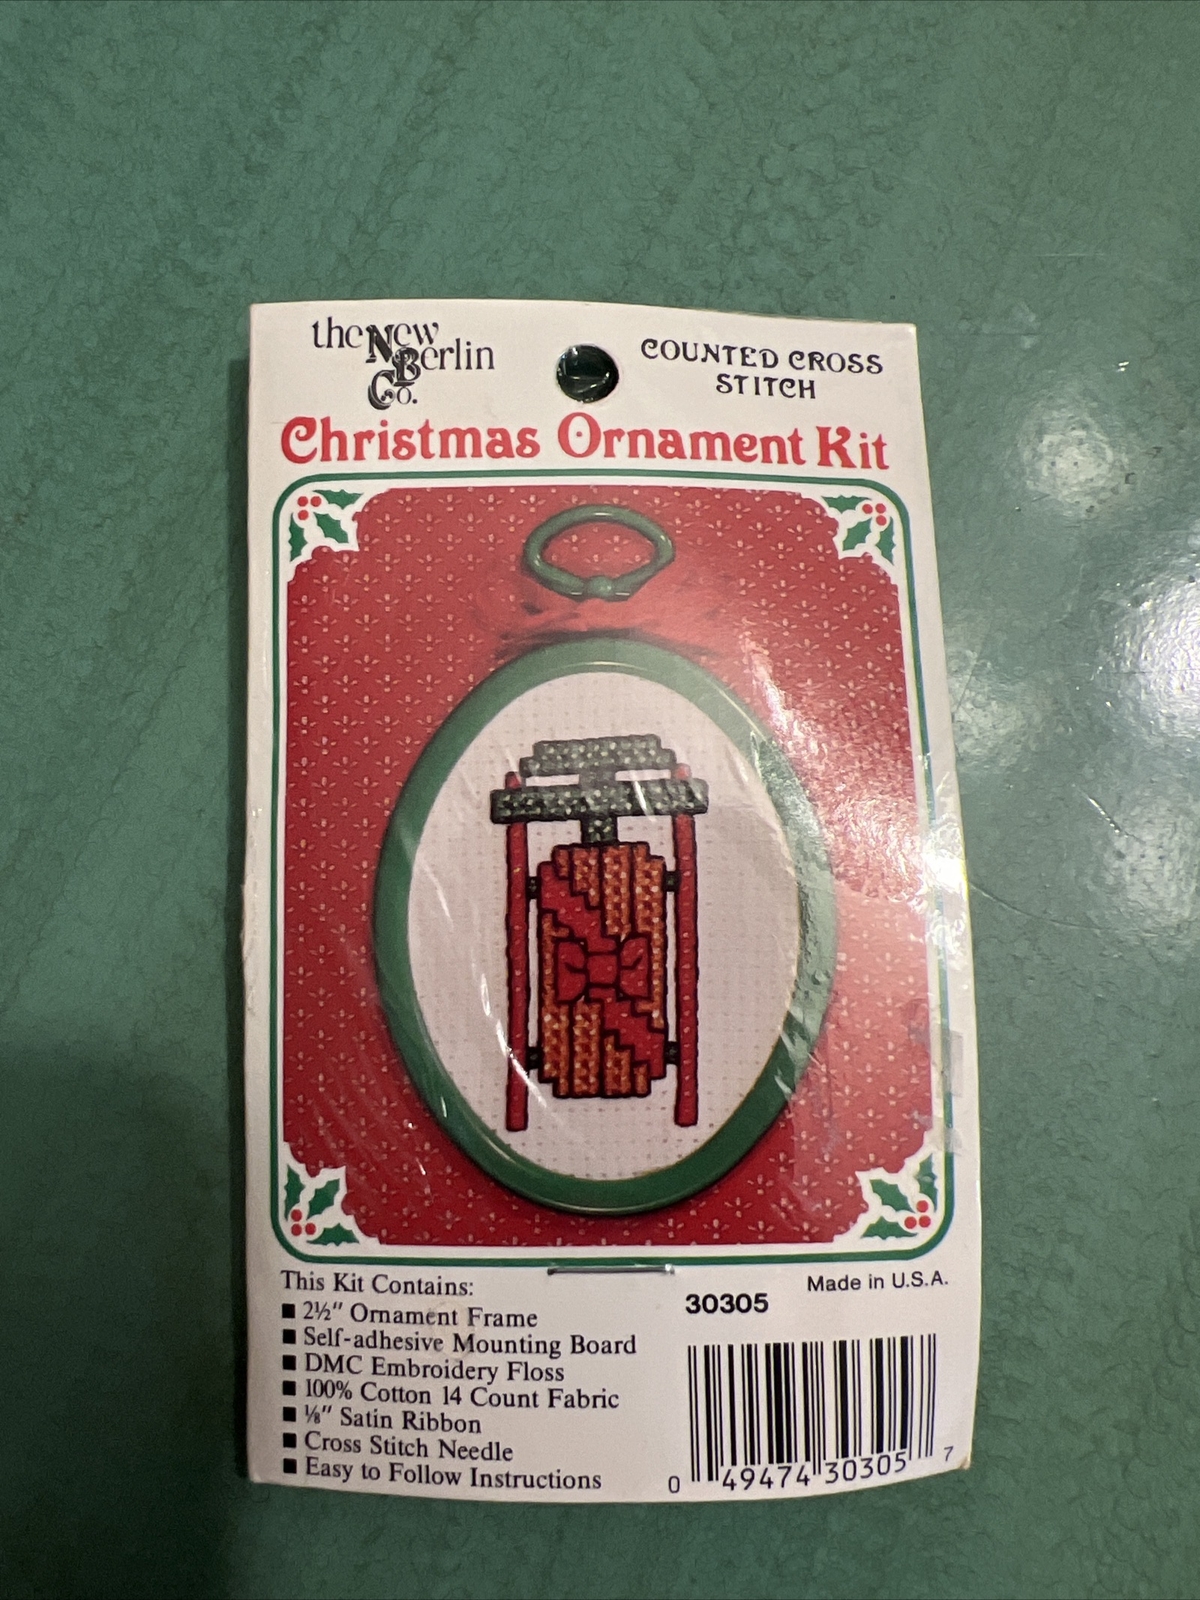 the New Berlin Co.
COUNTED CROSS
STITCH
Christmas Ornament Kit
This Kit Contains:
■ 2½" Ornament Frame
■ Self-adhesive Mounting Board
■ DMC Embroidery Floss
■ 100% Cotton 14 Count Fabric
■ ⅛" Satin Ribbon
■ Cross Stitch Needle
■ Easy to Follow Instructions
30305
Made in U.S.A.
0 49474 30305 7